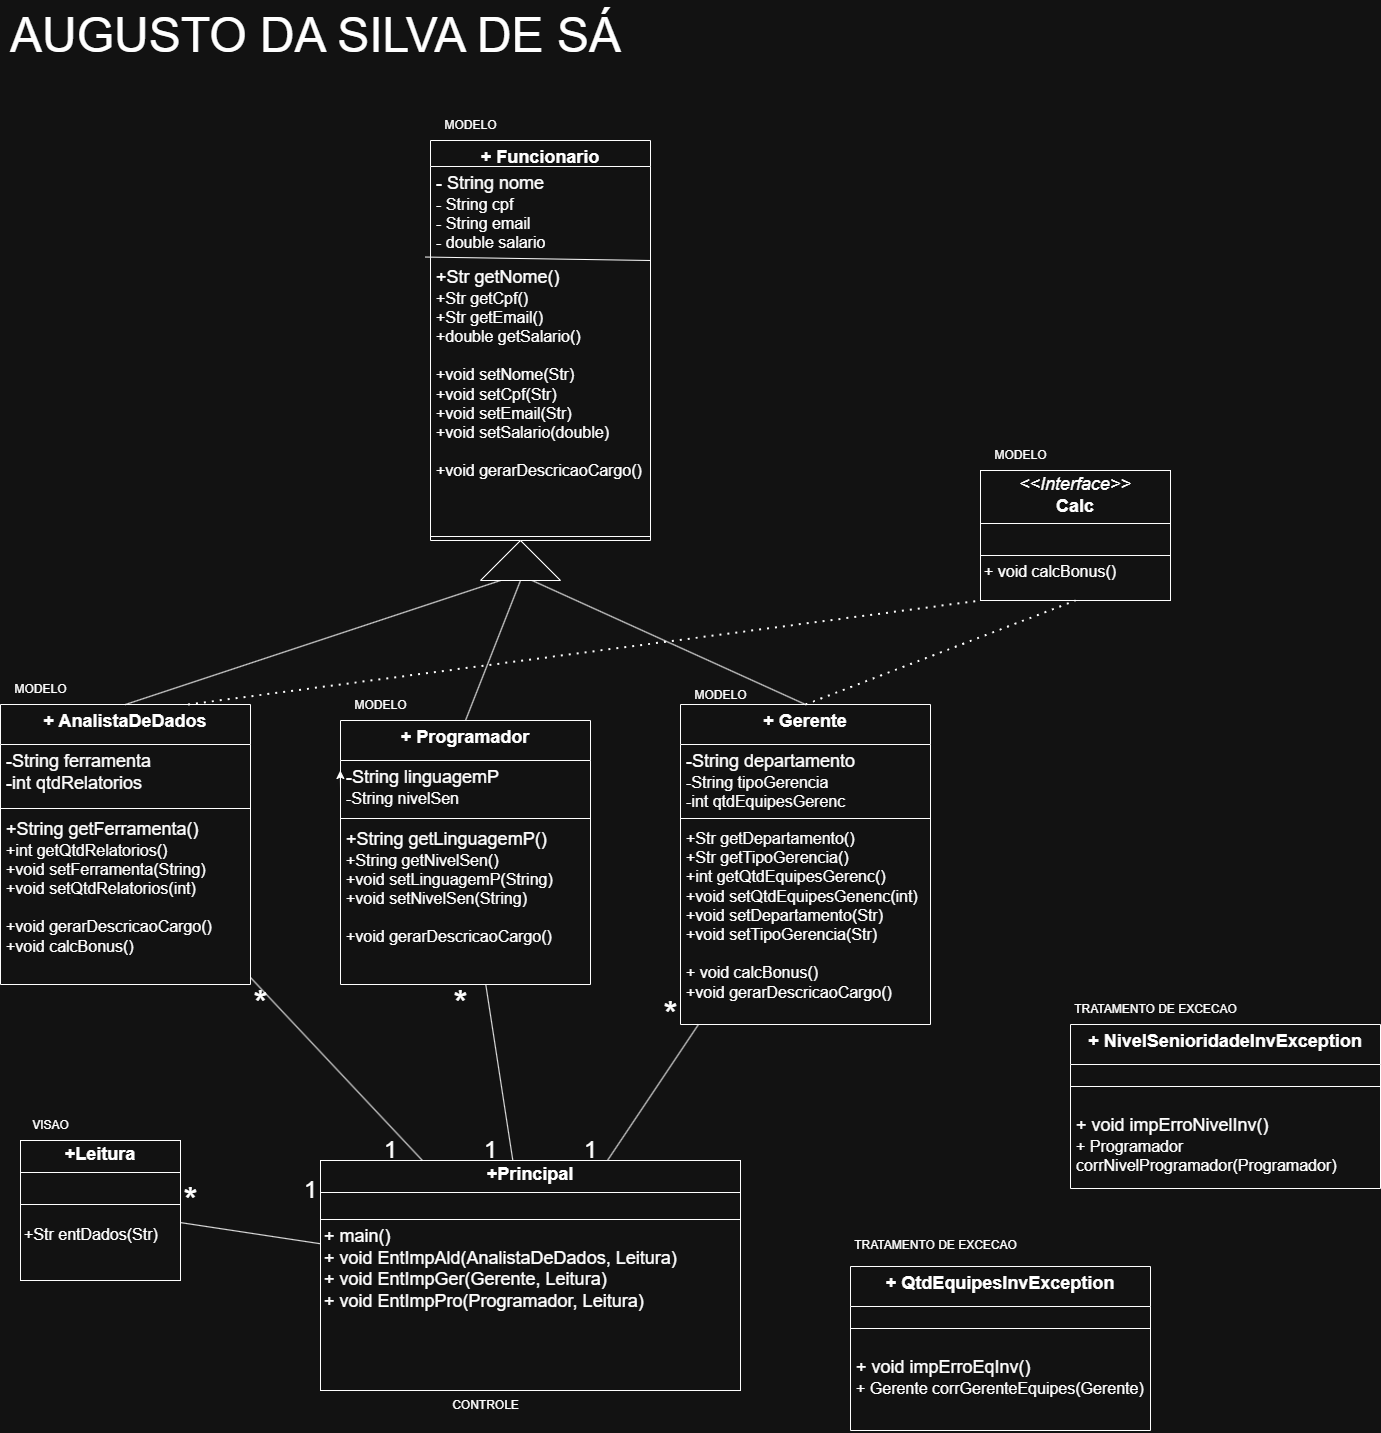 AUGUSTO DA SILVA DE SÁ
MODELO
+ Funcionario
- String nome
- String cpf
- String email
- double salario
+Str getNome()
+Str getCpf()
+Str getEmail()
+double getSalario()
+void setNome(Str)
+void setCpf(Str)
+void setEmail(Str)
+void setSalario(double)
+void gerarDescricaoCargo()
MODELO
<<Interface>>
Calc
+ void calcBonus()
MODELO
+ AnalistaDeDados
-String ferramenta
-int qtdRelatorios
+String getFerramenta()
+int getQtdRelatorios()
+void setFerramenta(String)
+void setQtdRelatorios(int)
+void gerarDescricaoCargo()
+void calcBonus()
*
MODELO
+ Programador
-String linguagemP
-String nivelSen
+String getLinguagemP()
+String getNivelSen()
+void setLinguagemP(String)
+void setNivelSen(String)
+void gerarDescricaoCargo()
*
MODELO
+ Gerente
-String departamento
-String tipoGerencia
-int qtdEquipesGerenc
+Str getDepartamento()
+Str getTipoGerencia()
+int getQtdEquipesGerenc()
+void setQtdEquipesGenenc(int)
+void setDepartamento(Str)
+void setTipoGerencia(Str)
+ void calcBonus()
+void gerarDescricaoCargo()
*
TRATAMENTO DE EXCECAO
+ NivelSenioridadeInvException
+ void impErroNivelInv()
+ Programador
corrNivelProgramador(Programador)
VISAO
+Leitura
+Str entDados(Str)
*
1
1
1
1
+Principal
+ main()
+ void EntImpAld(AnalistaDeDados, Leitura)
+ void EntImpGer(Gerente, Leitura)
+ void EntImpPro(Programador, Leitura)
CONTROLE
TRATAMENTO DE EXCECAO
+ QtdEquipesInvException
+ void impErroEqInv()
+ Gerente corrGerenteEquipes(Gerente)